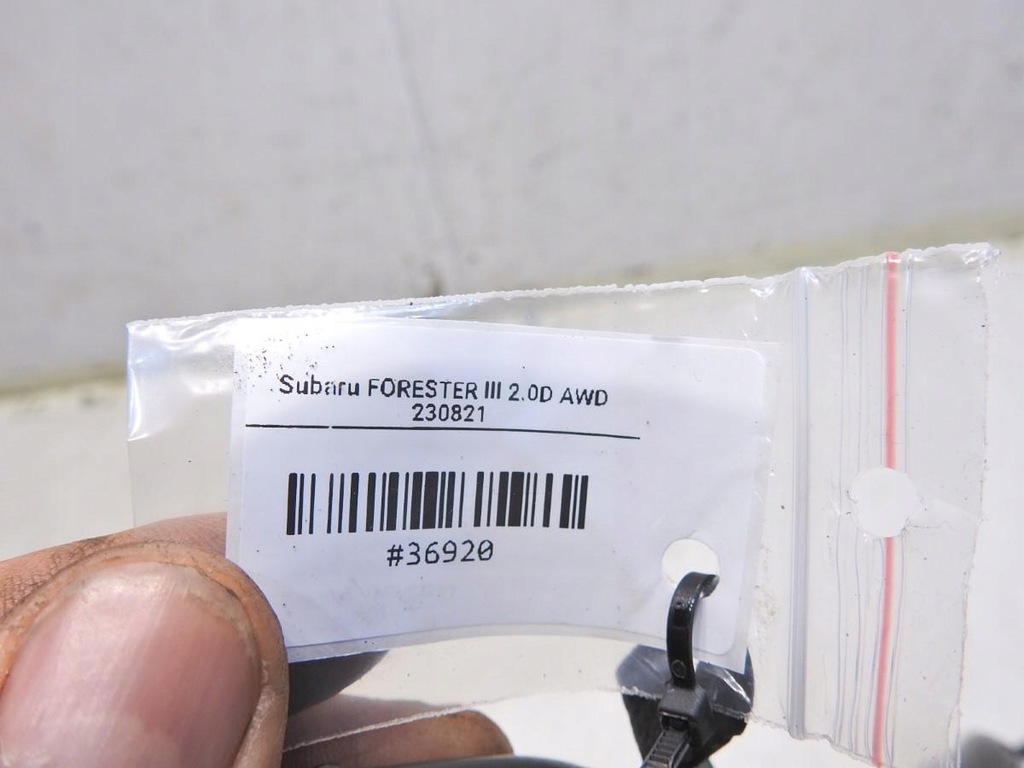 Subaru FORESTER III 2.0D AWD
230821
#36920